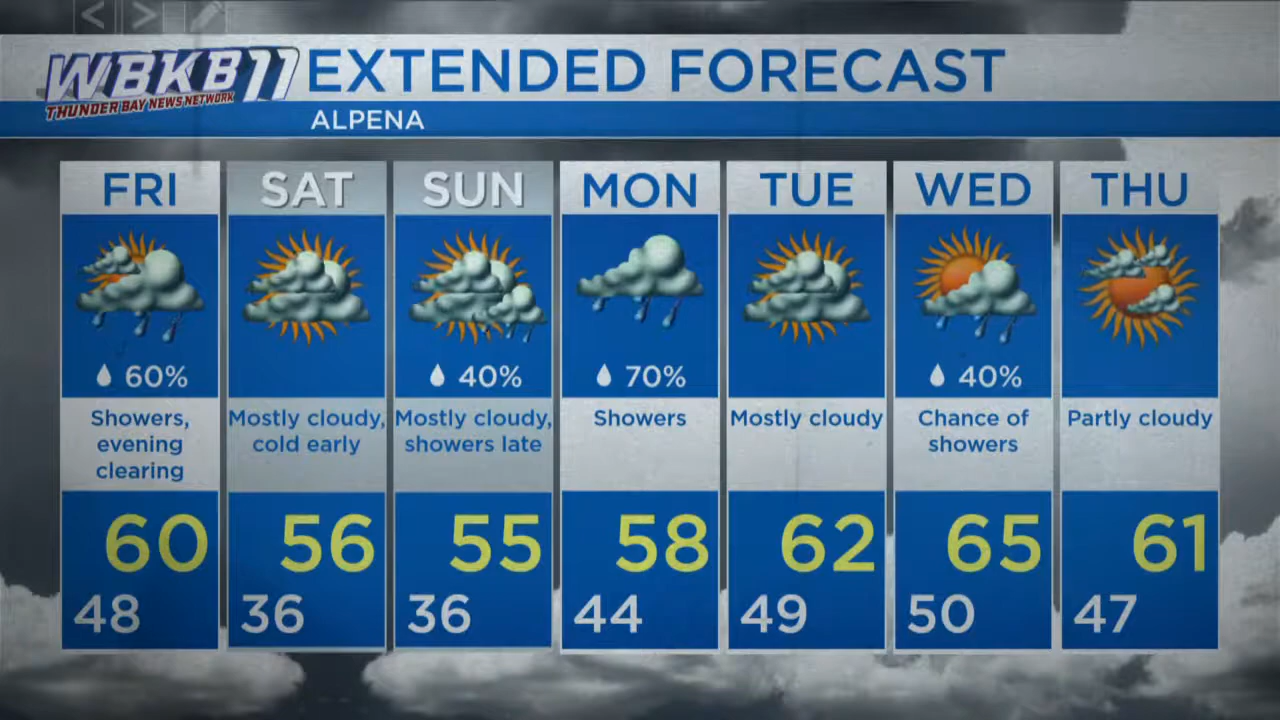 WBKB 11
THUNDER BAY NEWS NETWORK
EXTENDED FORECAST
ALPENA
FRI
60%
Showers,
evening
clearing
60
48
SAT
Mostly cloudy,
cold early
56
36
SUN
40%
Mostly cloudy,
showers late
55
36
MON
70%
Showers
58
44
TUE
Mostly cloudy
62
49
WED
40%
Chance of
showers
65
50
THU
Partly cloudy
61
47